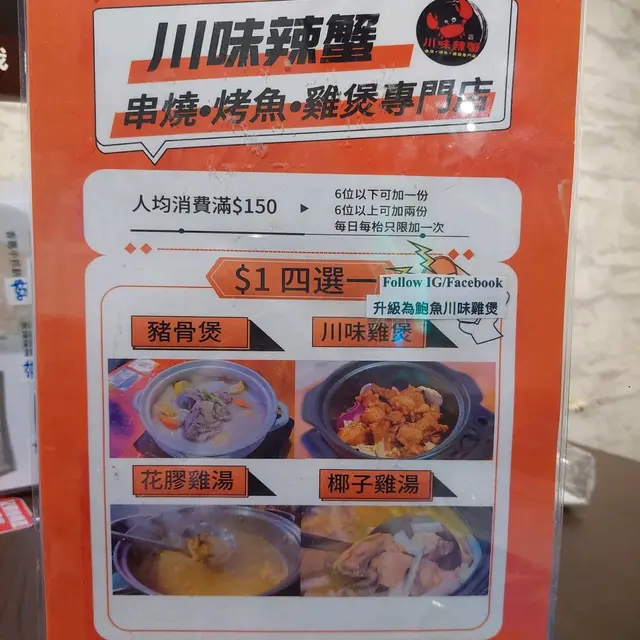 川味辣蟹
串燒•烤魚•雞煲專門店
川味辣蟹
人均消費滿$150
6位以下可加一份
6位以上可加兩份
每日每枱只限加一次
$1 四選一
Follow IG/Facebook
升級為鮑魚川味雞煲
豬骨煲
川味雞煲
花膠雞湯
椰子雞湯